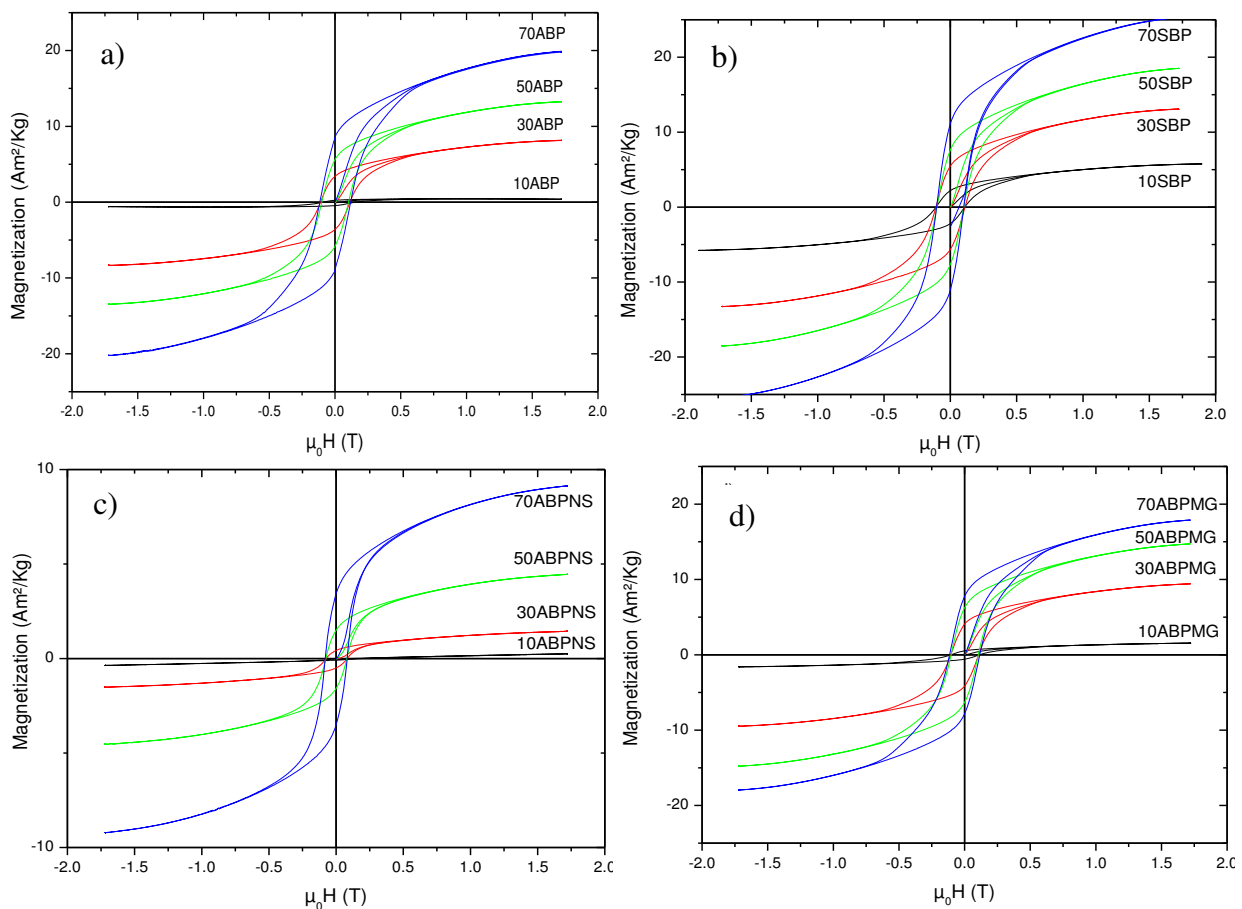 a)
70ABP
50ABP
30ABP
10ABP
Magnetization (Am²/Kg)
20
10
0
-10
-20
-2.0 -1.5 -1.0 -0.5 0.0 0.5 1.0 1.5 2.0
µ₀H (T)
b)
70SBP
50SBP
30SBP
10SBP
Magnetization (Am²/Kg)
20
10
0
-10
-20
-2.0 -1.5 -1.0 -0.5 0.0 0.5 1.0 1.5 2.0
µ₀H (T)
c)
70ABPNS
50ABPNS
30ABPNS
10ABPNS
Magnetization (Am²/Kg)
10
0
-10
-2.0 -1.5 -1.0 -0.5 0.0 0.5 1.0 1.5 2.0
µ₀H (T)
d)
70ABPMG
50ABPMG
30ABPMG
10ABPMG
Magnetization (Am²/Kg)
20
10
0
-10
-20
-2.0 -1.5 -1.0 -0.5 0.0 0.5 1.0 1.5 2.0
µ₀H (T)